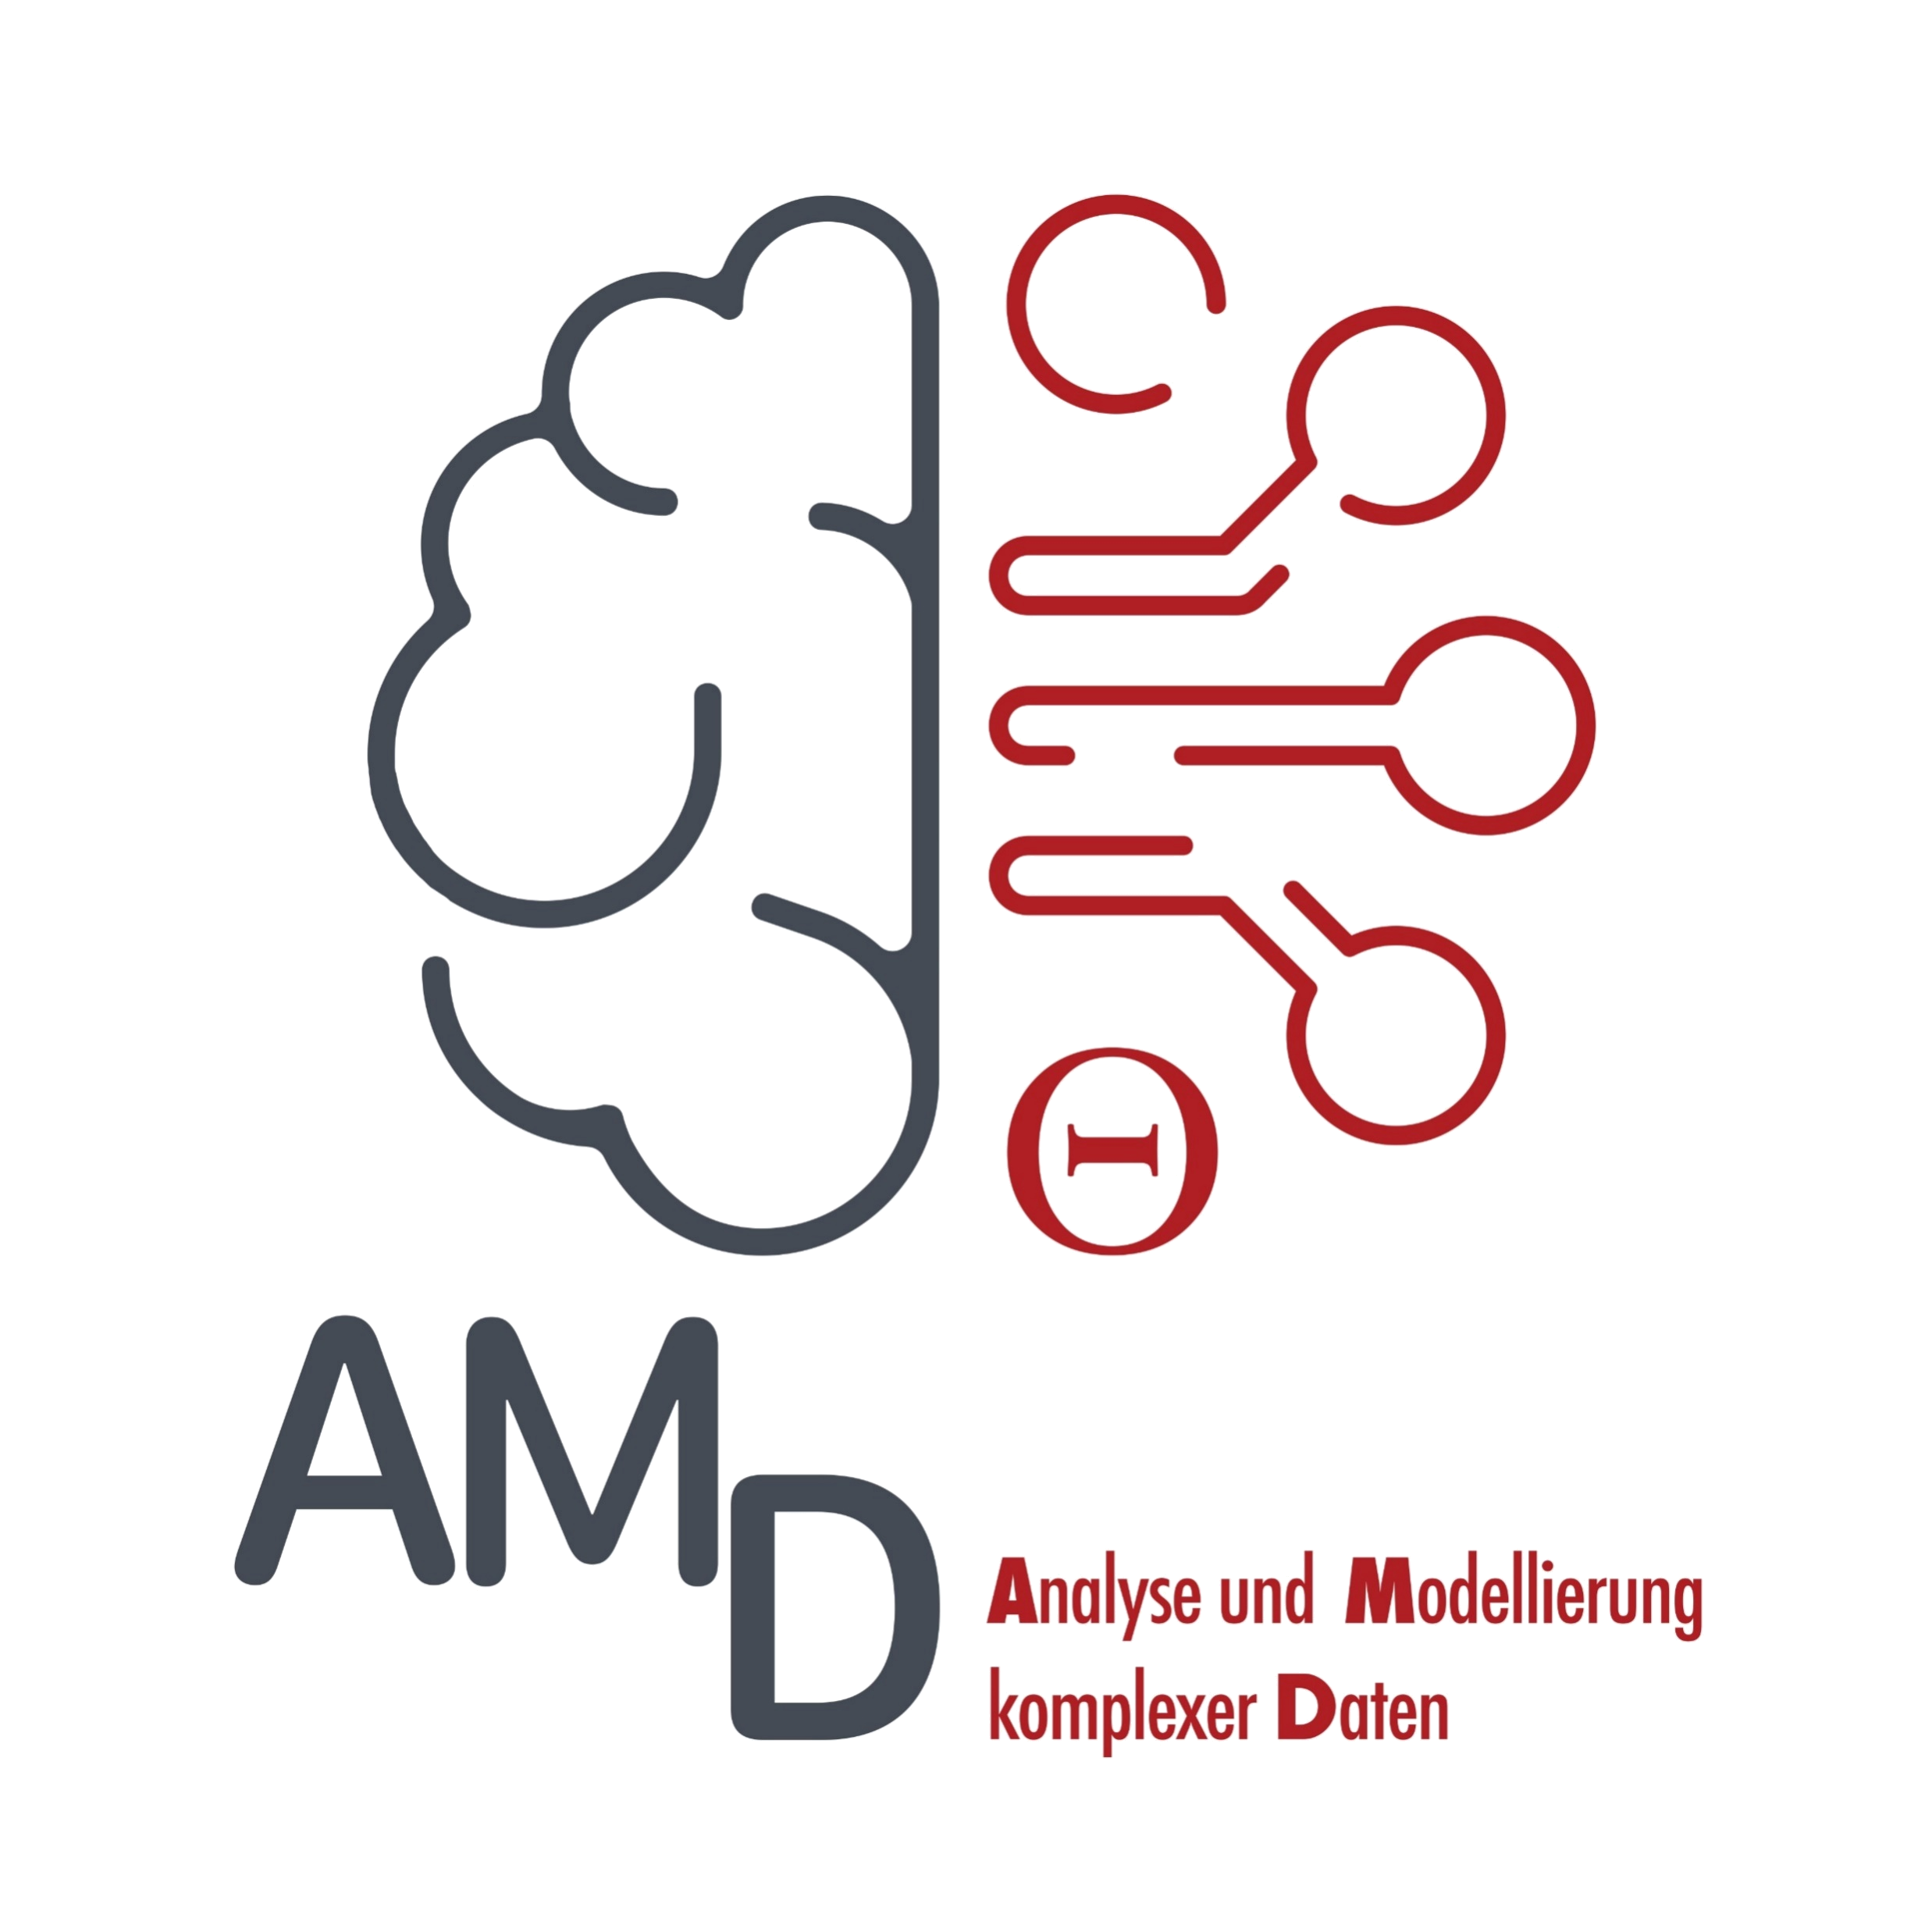 Θ
AMD
Analyse und Modellierung
komplexer Daten